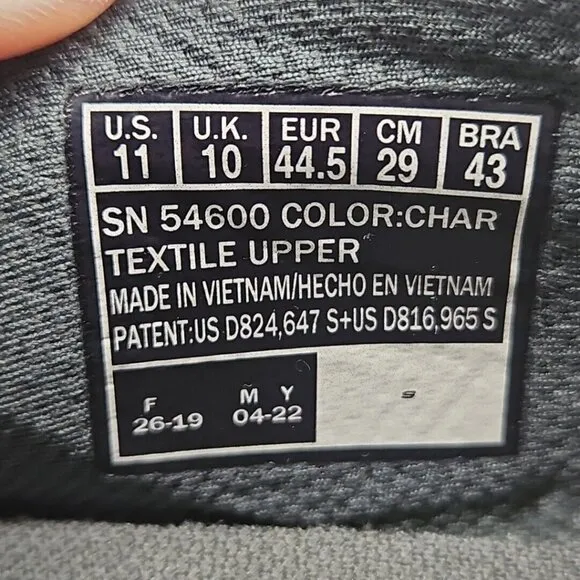 U.S. U.K. EUR CM BRA
11 10 44.5 29 43
SN 54600 COLOR:CHAR
TEXTILE UPPER
MADE IN VIETNAM/HECHO EN VIETNAM
PATENT:US D824,647 S+US D816,965 S
F M Y
26-19 04-22
S